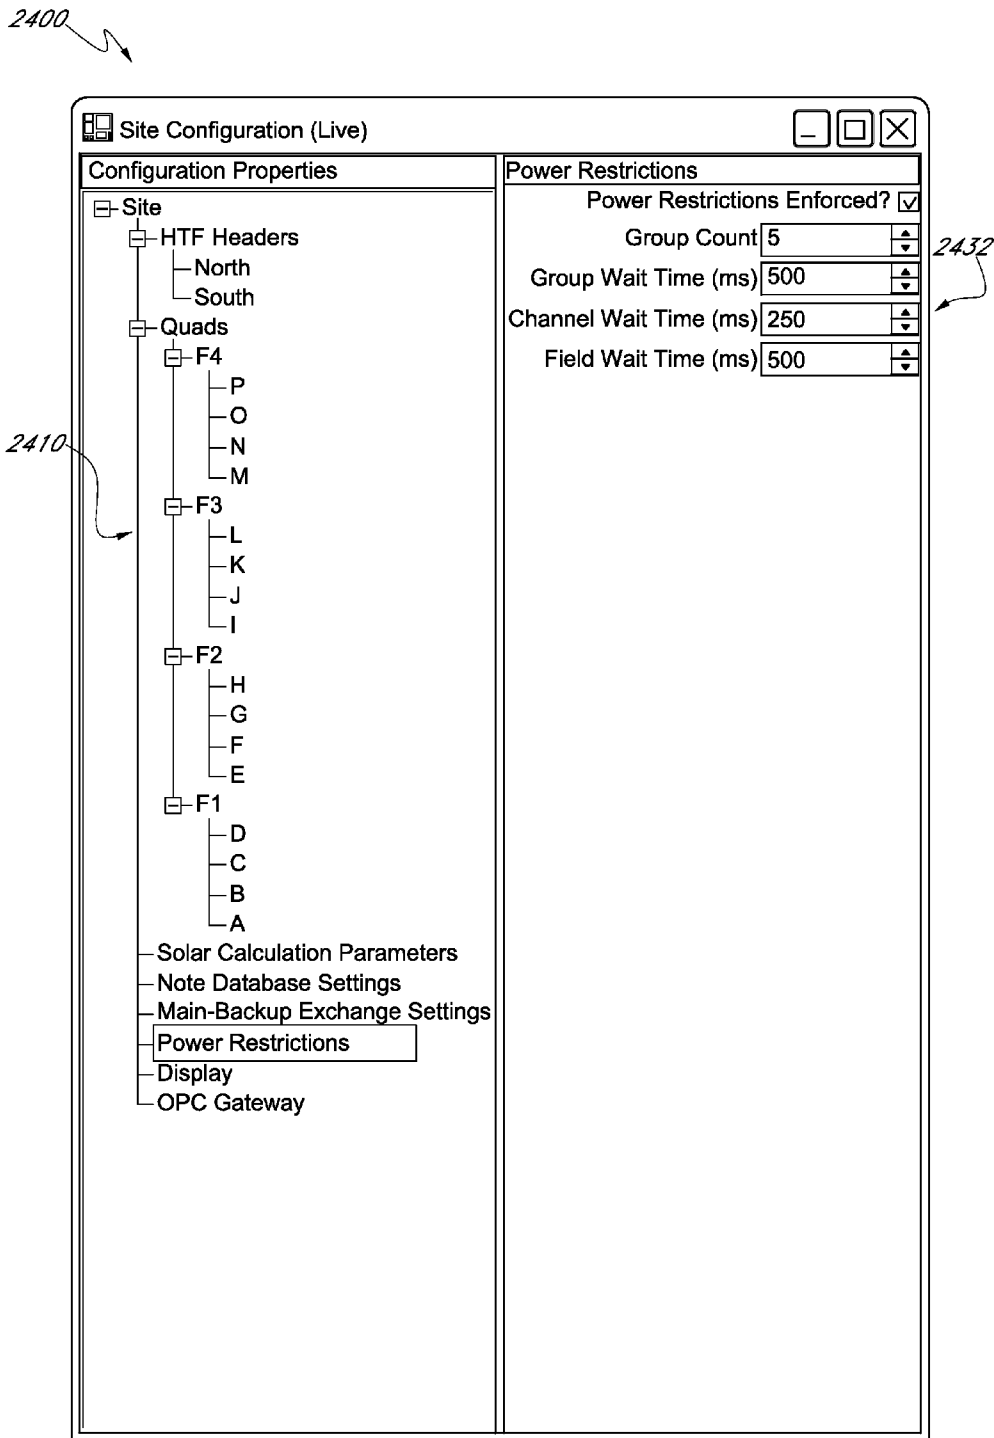 2400
Site Configuration (Live)
Configuration Properties
Site
HTF Headers
North
South
Quads
F4
P
O
N
M
F3
L
K
J
I
F2
H
G
F
E
F1
D
C
B
A
Solar Calculation Parameters
Note Database Settings
Main-Backup Exchange Settings
Power Restrictions
Display
OPC Gateway
2410
Power Restrictions
Power Restrictions Enforced?
Group Count 5
Group Wait Time (ms) 500
Channel Wait Time (ms) 250
Field Wait Time (ms) 500
2432